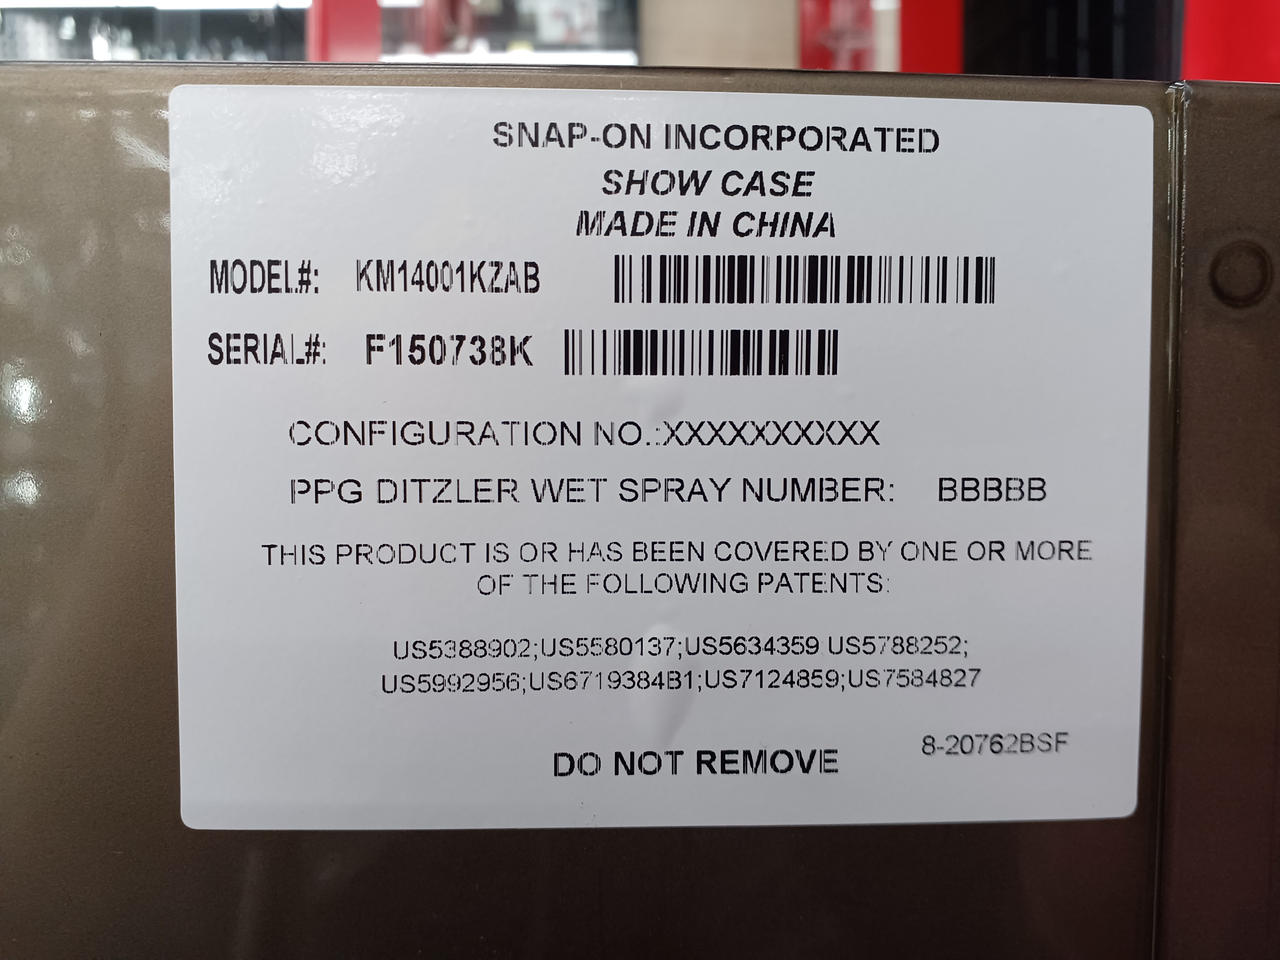 SNAP-ON INCORPORATED
SHOW CASE
MADE IN CHINA
MODEL#: KM14001KZAB
SERIAL#: F150738K
CONFIGURATION NO.:XXXXXXXXXX
PPG DITZLER WET SPRAY NUMBER: BBBBB
THIS PRODUCT IS OR HAS BEEN COVERED BY ONE OR MORE
OF THE FOLLOWING PATENTS:
US5388902;US5580137;US5634359 US5788252;
US5992956;US6719384B1;US7124859;US7584827
8-20762BSF
DO NOT REMOVE